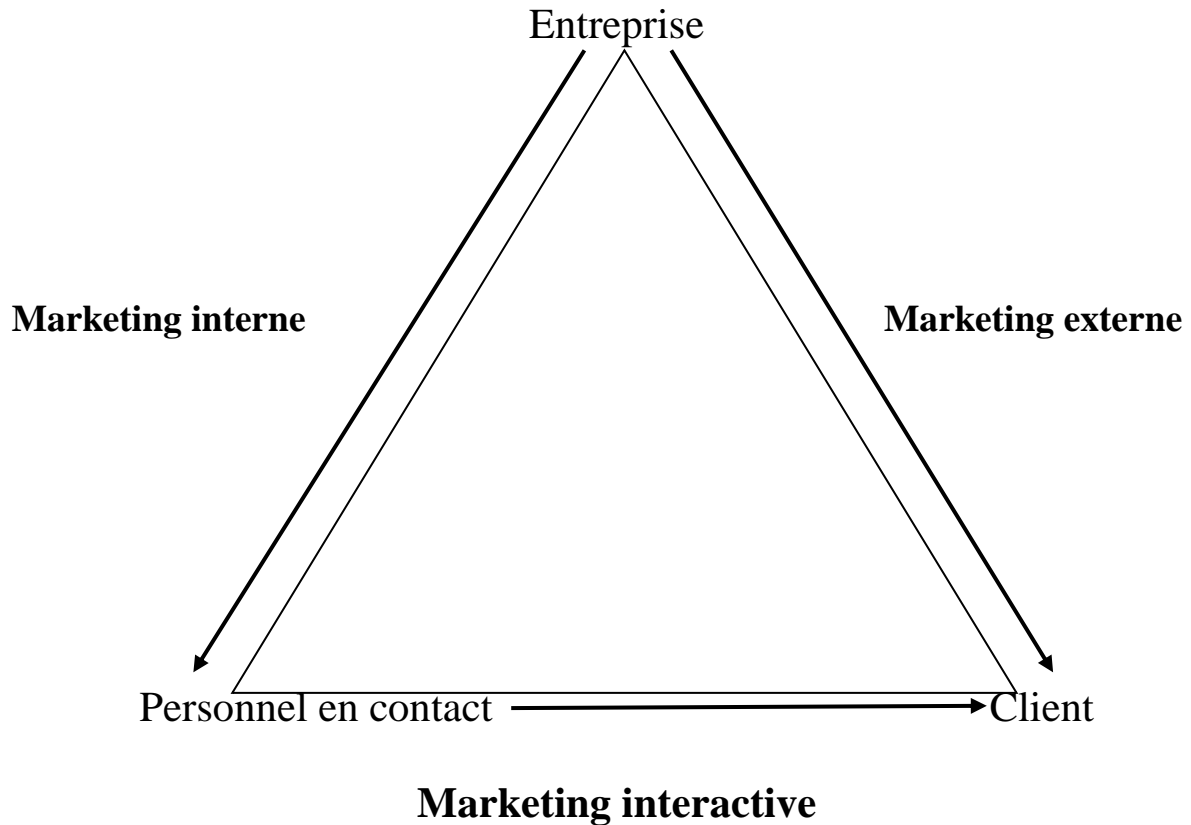 Entreprise
Marketing interne
Marketing externe
Personnel en contact
Client
Marketing interactive